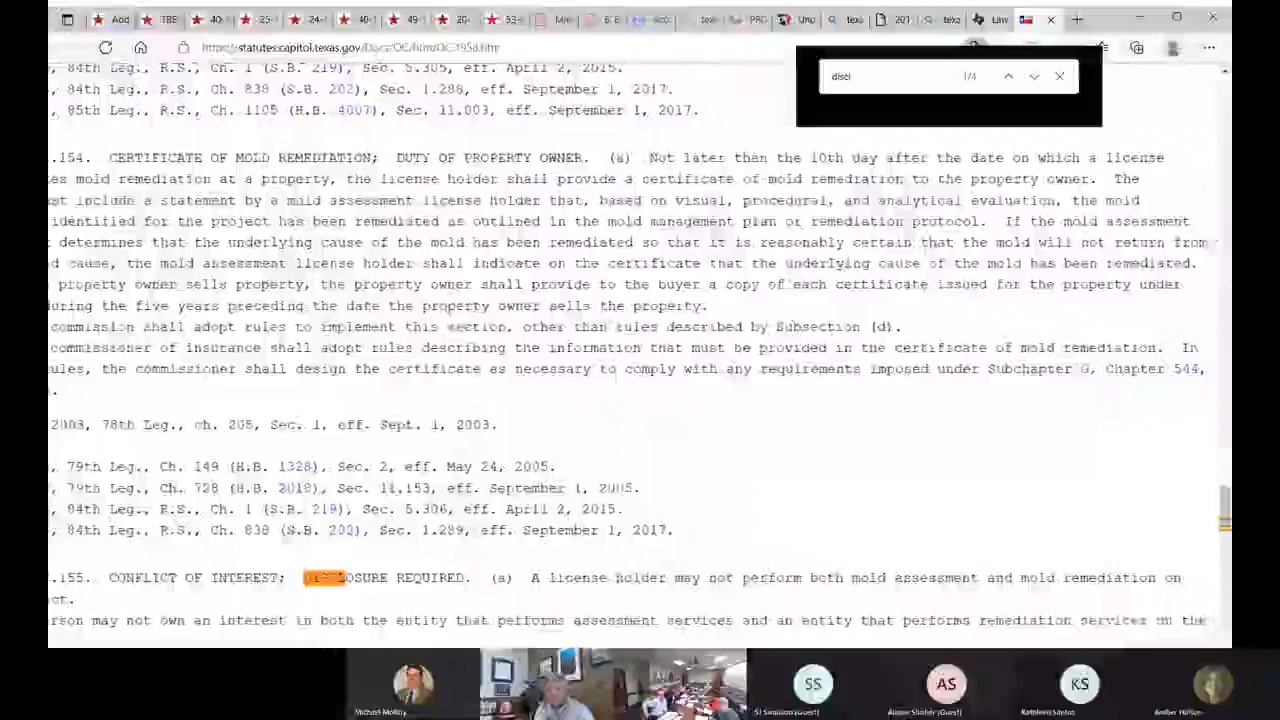 Add
TBE
https://statutes.capitol.texas.gov/Docs/OC/htm/OC.1958.htm
Law
discl
1/4
, 84th Leg., R.S., Ch. 1 (S.B. 219), Sec. 5.305, eff. April 2, 2015.
, 84th Leg., R.S., Ch. 838 (S.B. 202), Sec. 1.288, eff. September 1, 2017.
, 85th Leg., R.S., Ch. 1105 (H.B. 4007), Sec. 11.003, eff. September 1, 2017.
.154. CERTIFICATE OF MOLD REMEDIATION; DUTY OF PROPERTY OWNER. (a) Not later than the 10th day after the date on which a license
es mold remediation at a property, the license holder shall provide a certificate of mold remediation to the property owner. The
st include a statement by a mold assessment license holder that, based on visual, procedural, and analytical evaluation, the mold
identified for the project has been remediated as outlined in the mold management plan or remediation protocol. If the mold assessment
determines that the underlying cause of the mold has been remediated so that it is reasonably certain that the mold will not return from
d cause, the mold assessment license holder shall indicate on the certificate that the underlying cause of the mold has been remediated.
property owner sells property, the property owner shall provide to the buyer a copy of each certificate issued for the property under
during the five years preceding the date the property owner sells the property.
commission shall adopt rules to implement this section, other than rules described by Subsection (d).
commissioner of insurance shall adopt rules describing the information that must be provided in the certificate of mold remediation. In
ules, the commissioner shall design the certificate as necessary to comply with any requirements imposed under Subchapter G, Chapter 544,
.
2003, 78th Leg., ch. 205, Sec. 1, eff. Sept. 1, 2003.
, 79th Leg., Ch. 149 (H.B. 1328), Sec. 2, eff. May 24, 2005.
, 79th Leg., Ch. 728 (H.B. 2018), Sec. 11.153, eff. September 1, 2005.
, 84th Leg., R.S., Ch. 1 (S.B. 219), Sec. 5.306, eff. April 2, 2015.
, 84th Leg., R.S., Ch. 838 (S.B. 202), Sec. 1.289, eff. September 1, 2017.
.155. CONFLICT OF INTEREST; DISCLOSURE REQUIRED. (a) A license holder may not perform both mold assessment and mold remediation on
ct.
rson may not own an interest in both the entity that performs assessment services and an entity that performs remediation services on the
SS
AS
KS
Kathleen Santos